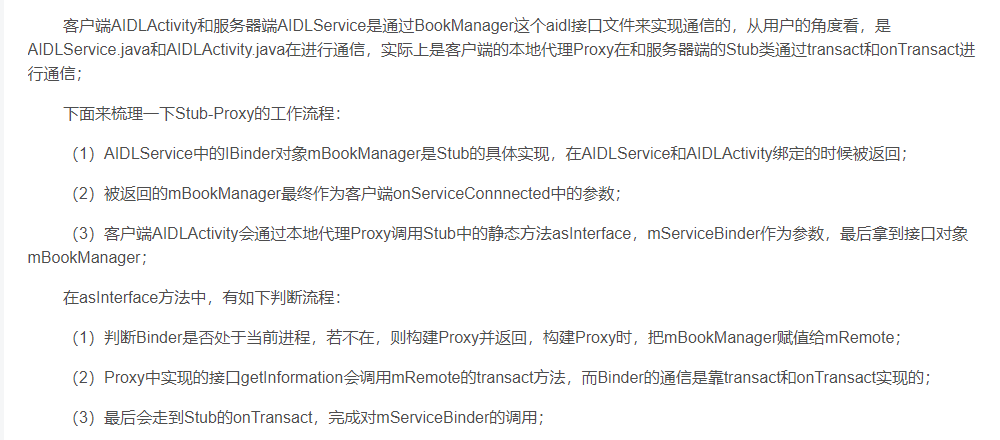 客户端AIDLActivity和服务器端AIDLService是通过BookManager这个aidl接口文件来实现通信的，从用户的角度看，是
AIDLService.java和AIDLActivity.java在进行通信，实际上是客户端的本地代理Proxy在和服务器端的Stub类通过transact和onTransact进
行通信；
下面来梳理一下Stub-Proxy的工作流程：
（1）AIDLService中的IBinder对象mBookManager是Stub的具体实现，在AIDLService和AIDLActivity绑定的时候被返回；
（2）被返回的mBookManager最终作为客户端onServiceConnnected中的参数；
（3）客户端AIDLActivity会通过本地代理Proxy调用Stub中的静态方法asInterface，mServiceBinder作为参数，最后拿到接口对象
mBookManager；
在asInterface方法中，有如下判断流程：
（1）判断Binder是否处于当前进程，若不在，则构建Proxy并返回，构建Proxy时，把mBookManager赋值给mRemote；
（2）Proxy中实现的接口getInformation会调用mRemote的transact方法，而Binder的通信是靠transact和onTransact实现的；
（3）最后会走到Stub的onTransact，完成对mServiceBinder的调用；